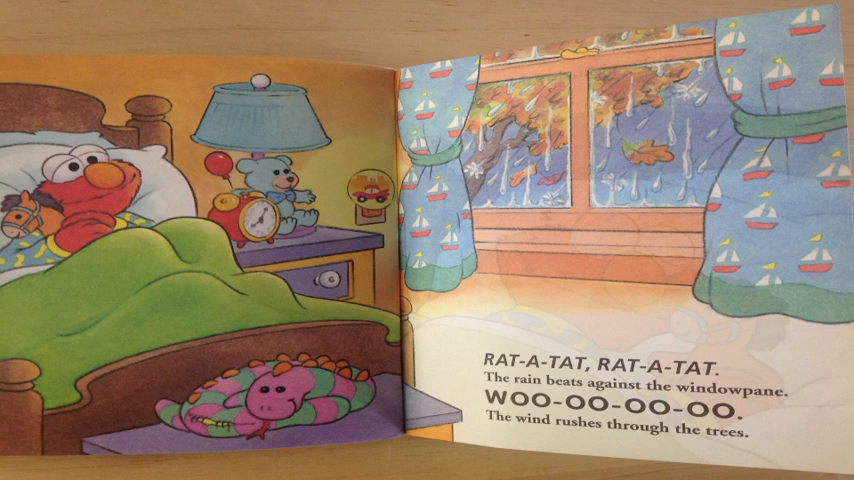 RAT-A-TAT, RAT-A-TAT.
The rain beats against the windowpane.
WOO-OO-OO-OO.
The wind rushes through the trees.